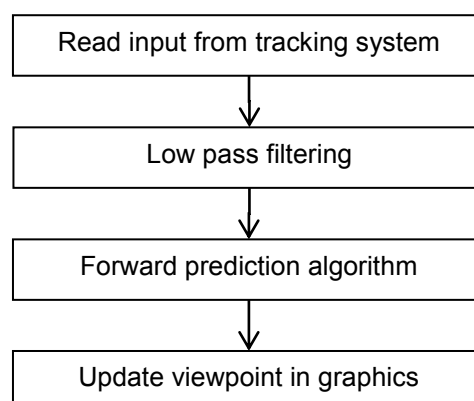 Read input from tracking system
Low pass filtering
Forward prediction algorithm
Update viewpoint in graphics